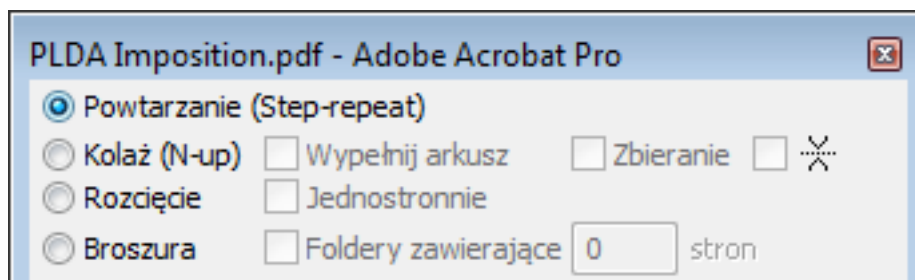 PLDA Imposition.pdf - Adobe Acrobat Pro
Powtarzanie (Step-repeat)
Kolaż (N-up) Wypełnij arkusz Zbieranie
Rozcięcie Jednostronnie
Broszura Foldery zawierające 0 stron